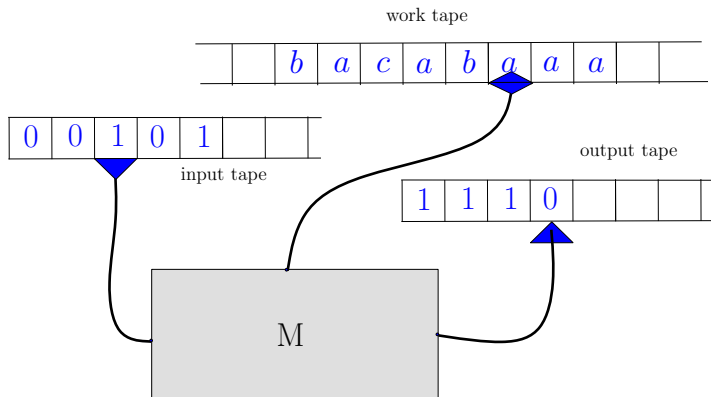 work tape
b a c a b a a a
0 0 1 0 1
input tape
output tape
1 1 1 0
M